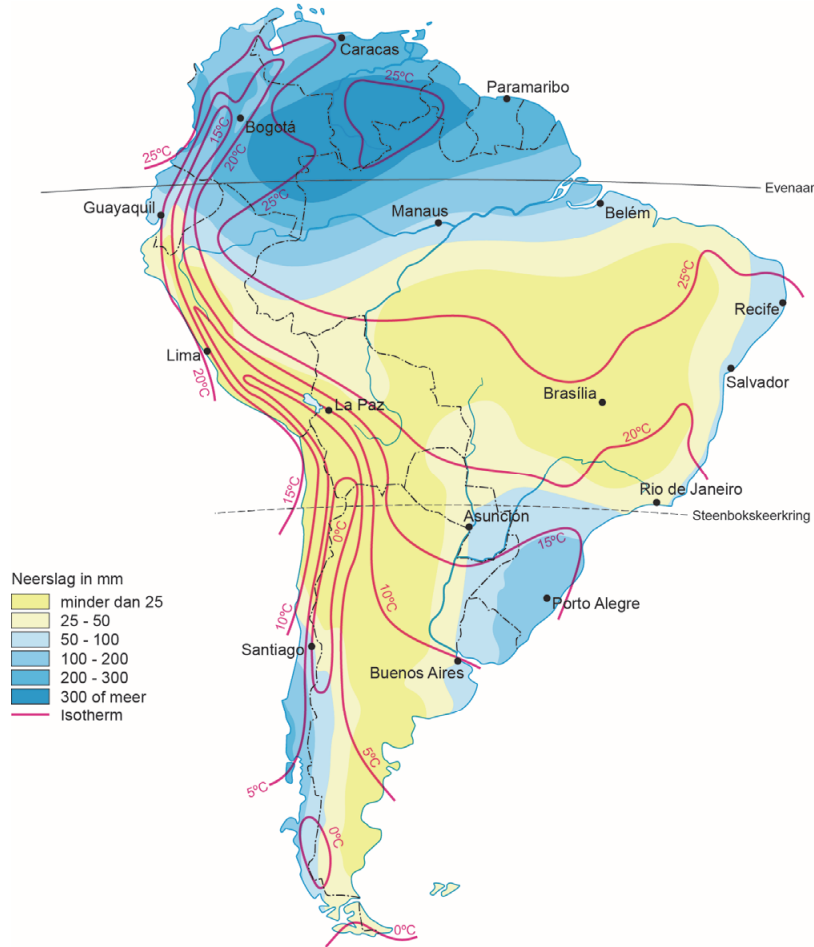 Caracas
25ºC
Paramaribo
15ºC
Bogotá
20ºC
25ºC
Evenaar
25ºC
Guayaquil
Manaus
Belém
25ºC
Recife
Lima
20ºC
Salvador
La Paz
Brasília
20ºC
15ºC
Rio de Janeiro
0ºC
Asunción
Steenbokskeerkring
15ºC
Neerslag in mm
minder dan 25
25 - 50
50 - 100
100 - 200
200 - 300
300 of meer
Isotherm
10ºC
10ºC
Porto Alegre
Santiago
Buenos Aires
5ºC
5ºC
0ºC
0ºC